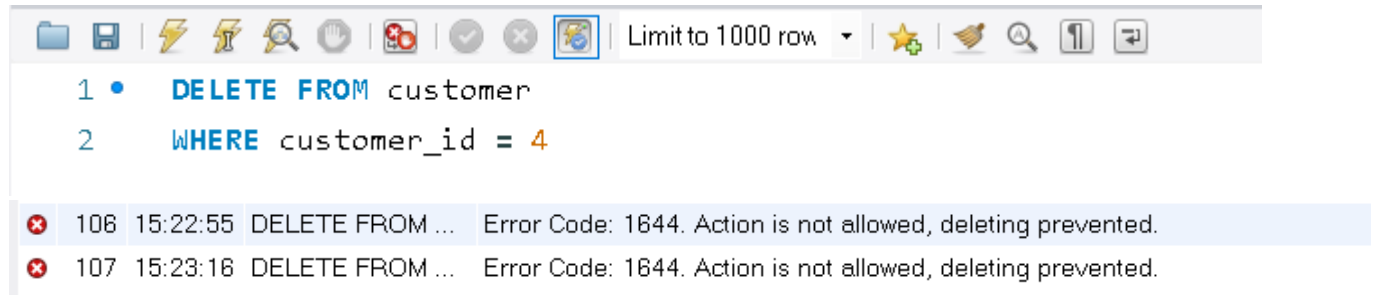 Limit to 1000 row
1 DELETE FROM customer
2 WHERE customer_id = 4
106 15:22:55 DELETE FROM ... Error Code: 1644. Action is not allowed, deleting prevented.
107 15:23:16 DELETE FROM ... Error Code: 1644. Action is not allowed, deleting prevented.